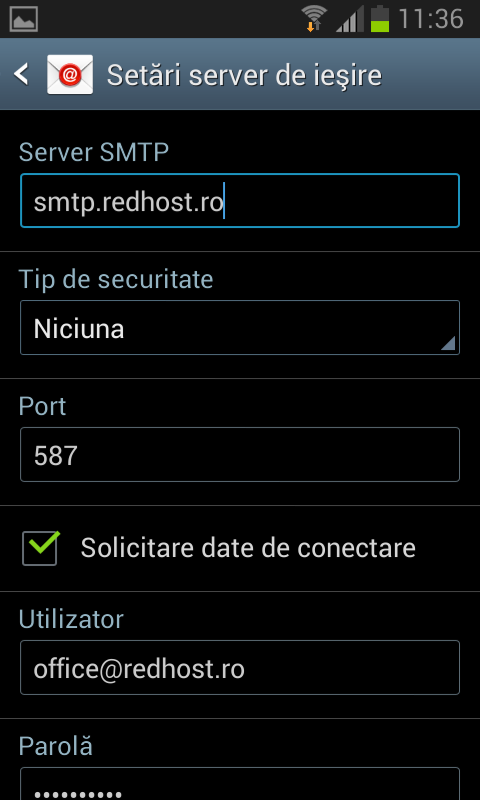 11:36
@
Setări server de ieşire
Server SMTP
smtp.redhost.ro
Tip de securitate
Niciuna
Port
587
Solicitare date de conectare
Utilizator
office@redhost.ro
Parolă
••••••••••